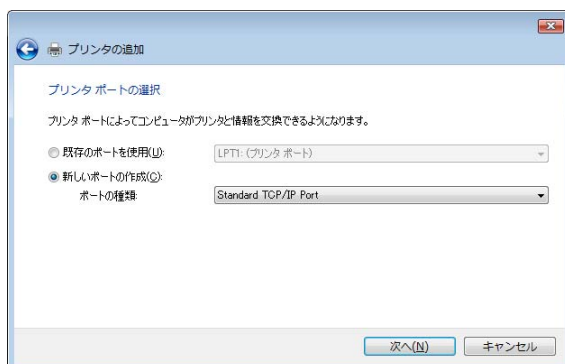 プリンタの追加
プリンタ ポートの選択
プリンタ ポートによってコンピュータがプリンタと情報を交換できるようになります。
既存のポートを使用(U): LPT1: (プリンタ ポート)
新しいポートの作成(C):
ポートの種類: Standard TCP/IP Port
次へ(N) キャンセル